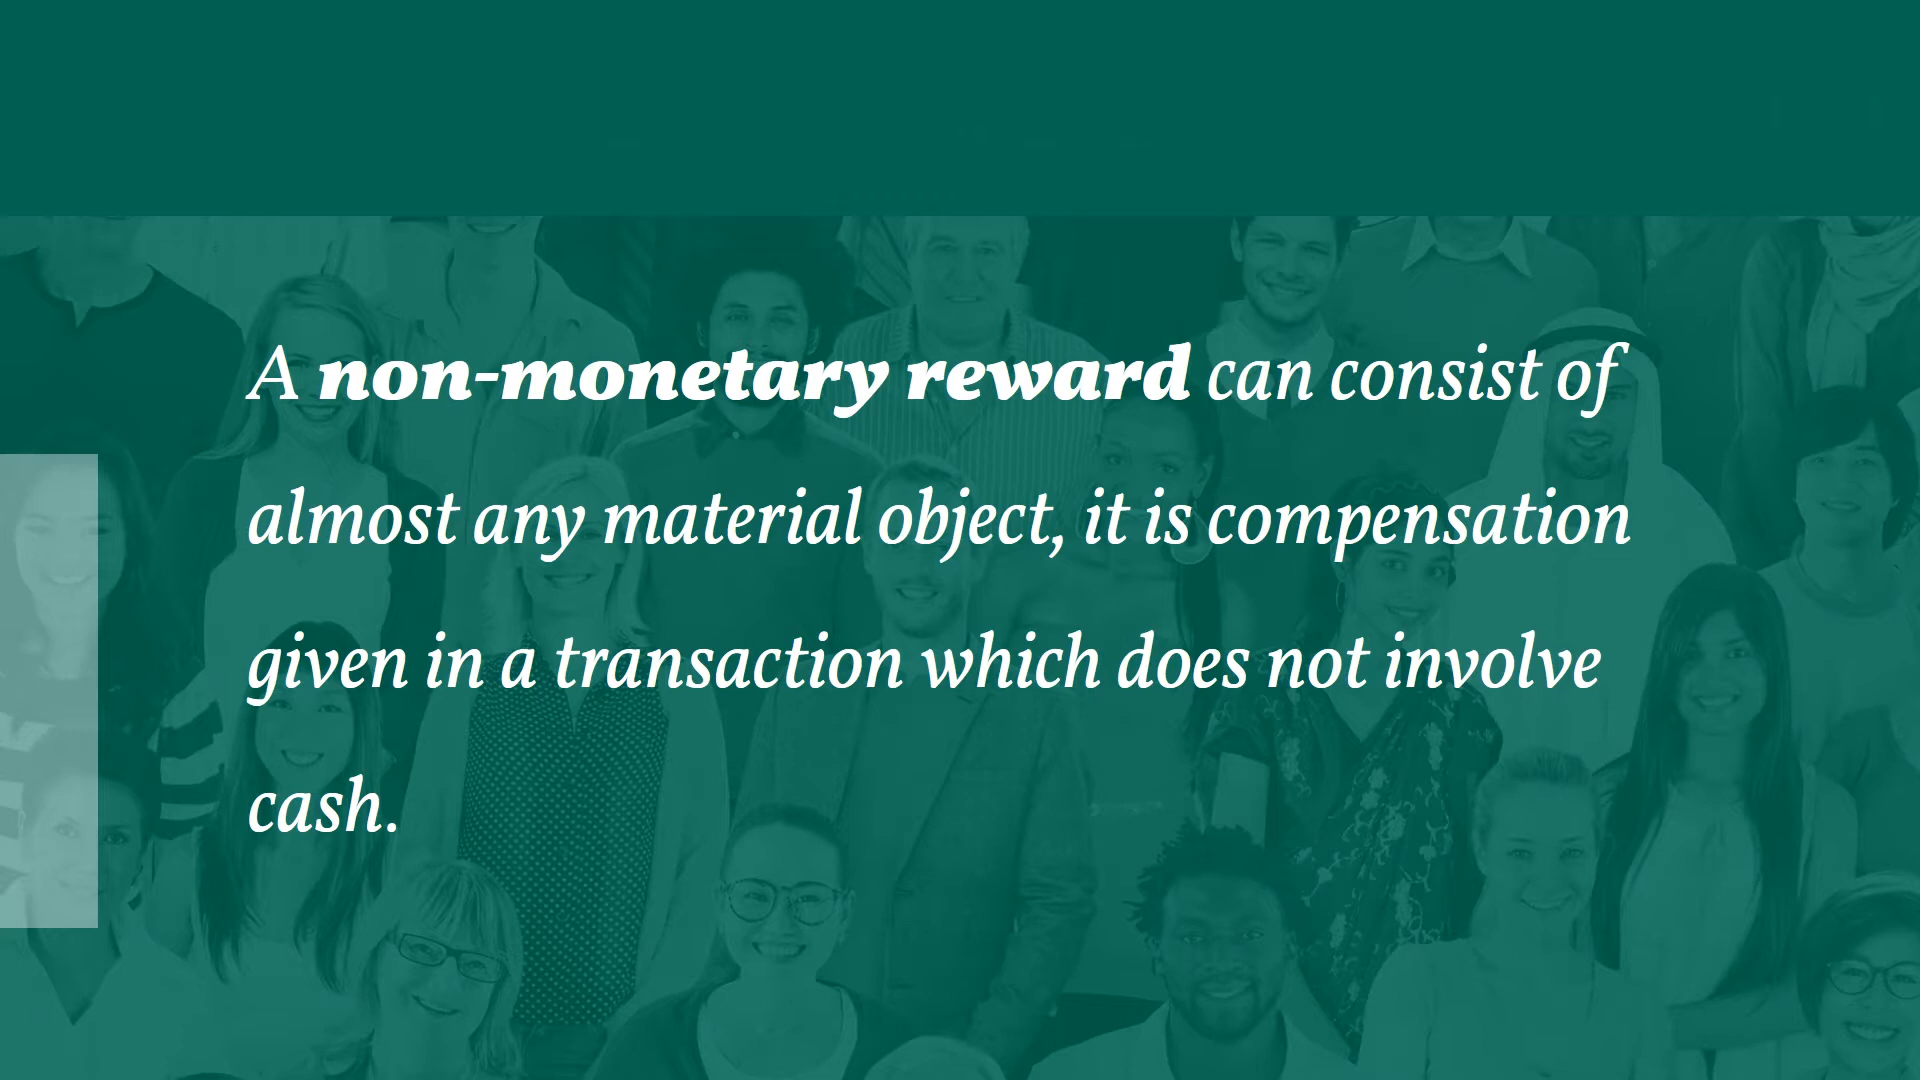 A non-monetary reward can consist of
almost any material object, it is compensation
given in a transaction which does not involve
cash.